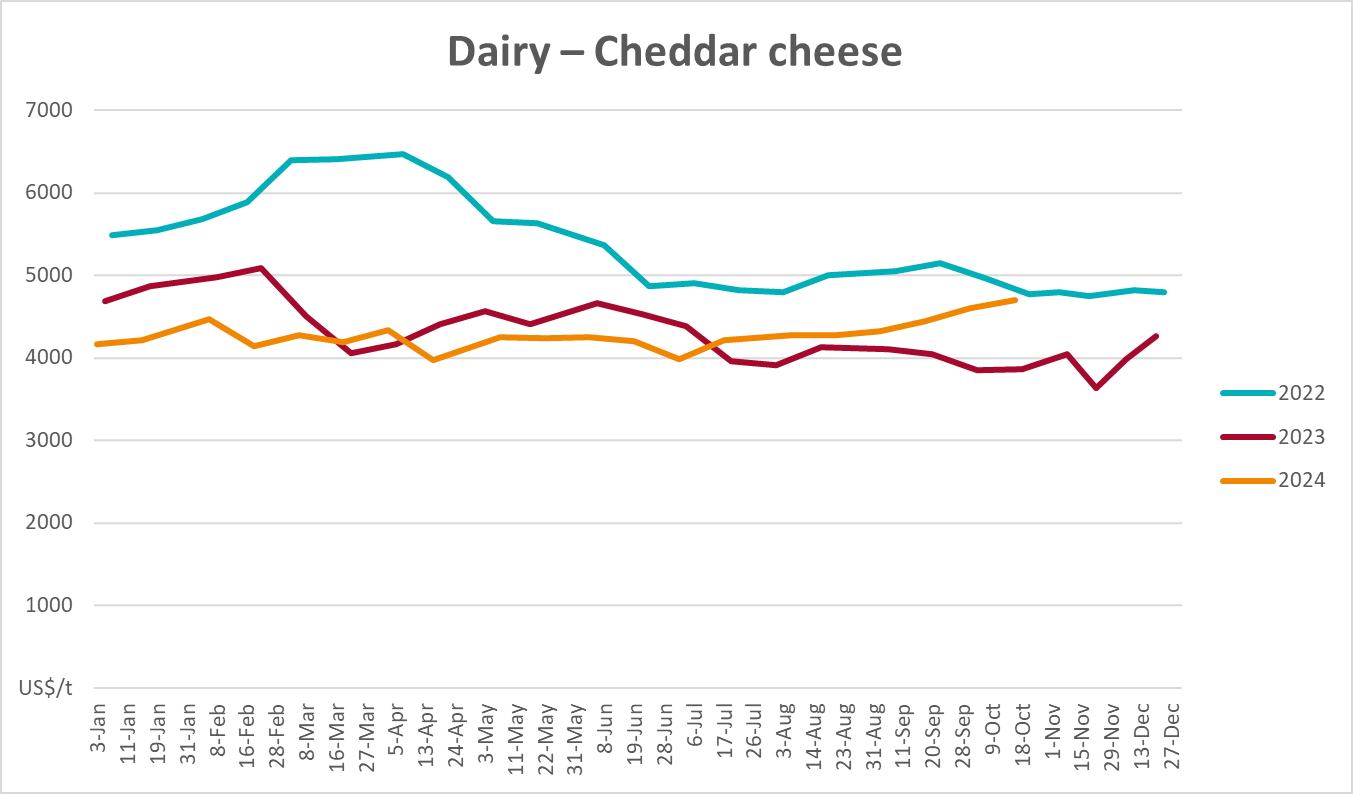 Dairy – Cheddar cheese
7000
6000
5000
4000
3000
2000
1000
US$/t
3-Jan
11-Jan
19-Jan
31-Jan
8-Feb
16-Feb
28-Feb
8-Mar
16-Mar
27-Mar
5-Apr
13-Apr
24-Apr
3-May
11-May
22-May
31-May
8-Jun
19-Jun
28-Jun
6-Jul
17-Jul
26-Jul
3-Aug
14-Aug
23-Aug
31-Aug
11-Sep
20-Sep
28-Sep
9-Oct
18-Oct
1-Nov
15-Nov
29-Nov
13-Dec
27-Dec
2022
2023
2024